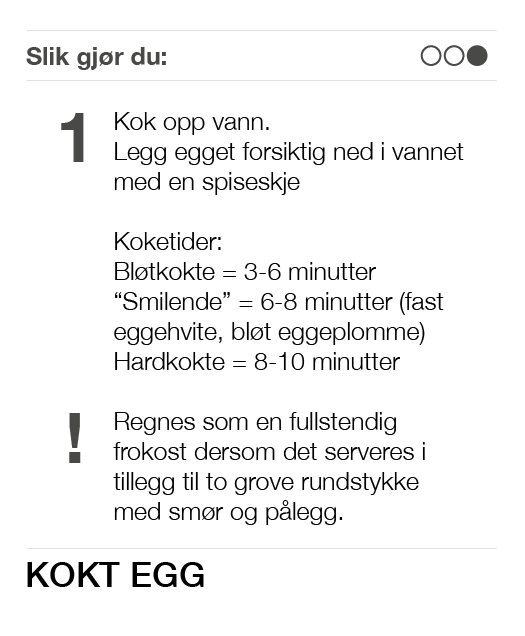 Slik gjør du:
1 Kok opp vann.
Legg egget forsiktig ned i vannet
med en spiseskje
Koketider:
Bløtkokte = 3-6 minutter
“Smilende” = 6-8 minutter (fast
eggehvite, bløt eggeplomme)
Hardkokte = 8-10 minutter
! Regnes som en fullstendig
frokost dersom det serveres i
tillegg til to grove rundstykke
med smør og pålegg.
KOKT EGG